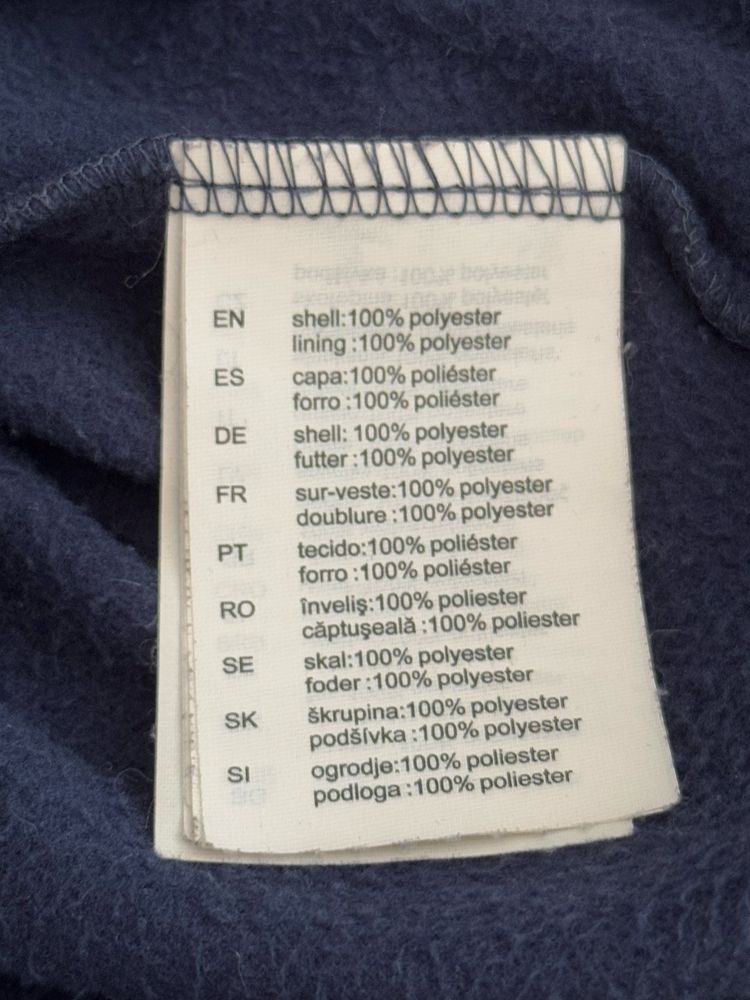 EN shell:100% polyester
lining :100% polyester
ES capa:100% poliéster
forro :100% poliéster
DE shell: 100% polyester
futter :100% polyester
FR sur-veste:100% polyester
doublure :100% polyester
PT tecido:100% poliéster
forro :100% poliéster
RO înveliş:100% poliester
căptuşeală :100% poliester
SE skal:100% polyester
foder :100% polyester
SK škrupina:100% polyester
podšívka :100% polyester
SI ogrodje:100% poliester
podloga :100% poliester